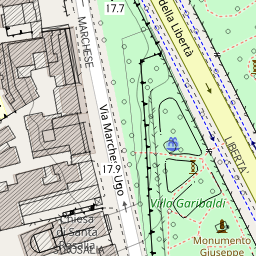 17.7
della Libertà
MARCHESE
Via Marchese Ugo
LIBERTÀ
17.9
Villa Garibaldi
Chiesa
di Santa
Monumento
Giuseppe